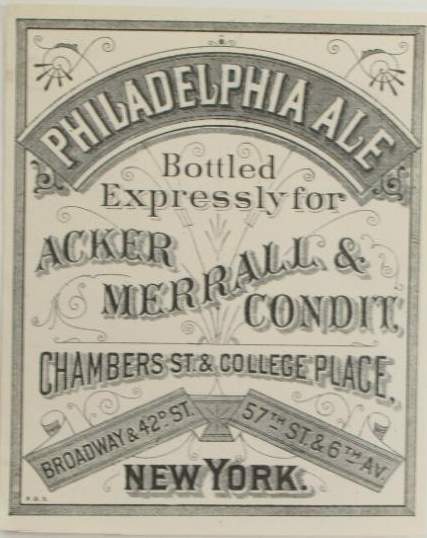 PHILADELPHIA ALE
Bottled
Expressly for
ACKER
MERRALL &
CONDIT,
CHAMBERS ST. & COLLEGE PLACE,
BROADWAY & 42D ST.
57TH ST. & 6TH AV.
NEW YORK.